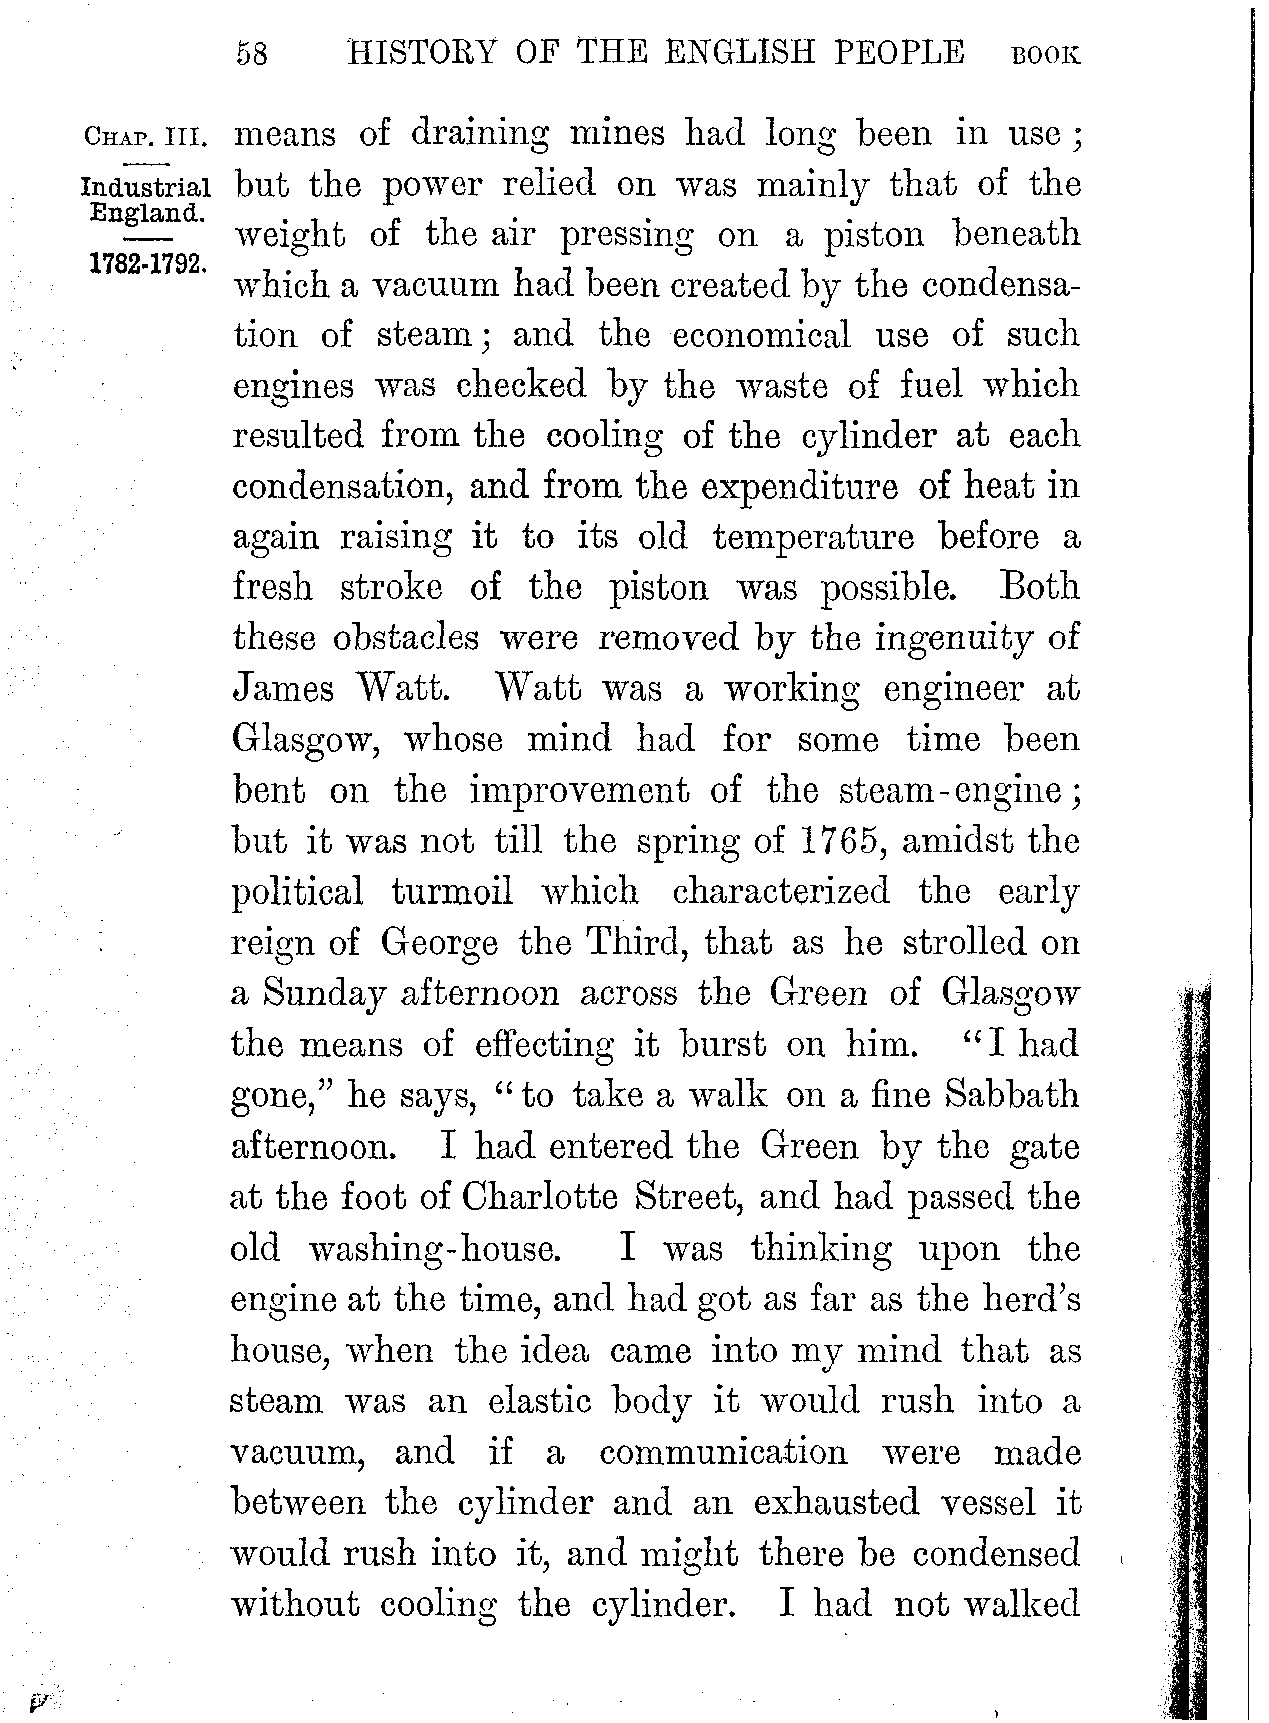 58 HISTORY OF THE ENGLISH PEOPLE BOOK
CHAP. III.
Industrial
England.
1782-1792.
means of draining mines had long been in use ;
but the power relied on was mainly that of the
weight of the air pressing on a piston beneath
which a vacuum had been created by the condensa-
tion of steam ; and the economical use of such
engines was checked by the waste of fuel which
resulted from the cooling of the cylinder at each
condensation, and from the expenditure of heat in
again raising it to its old temperature before a
fresh stroke of the piston was possible. Both
these obstacles were removed by the ingenuity of
James Watt. Watt was a working engineer at
Glasgow, whose mind had for some time been
bent on the improvement of the steam-engine ;
but it was not till the spring of 1765, amidst the
political turmoil which characterized the early
reign of George the Third, that as he strolled on
a Sunday afternoon across the Green of Glasgow
the means of effecting it burst on him. “I had
gone,” he says, “to take a walk on a fine Sabbath
afternoon. I had entered the Green by the gate
at the foot of Charlotte Street, and had passed the
old washing-house. I was thinking upon the
engine at the time, and had got as far as the herd's
house, when the idea came into my mind that as
steam was an elastic body it would rush into a
vacuum, and if a communication were made
between the cylinder and an exhausted vessel it
would rush into it, and might there be condensed
without cooling the cylinder. I had not walked